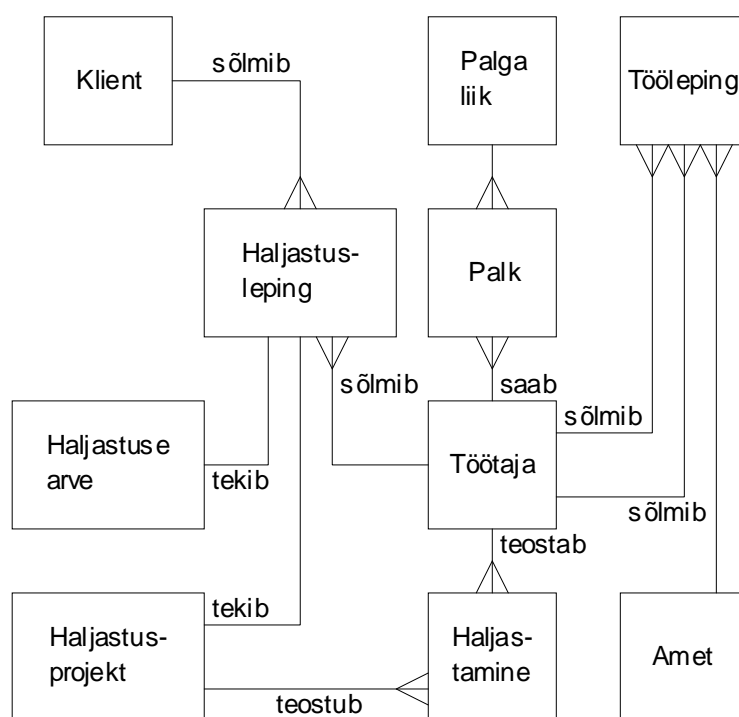 Klient
sõlmib
Palga
liik
Tööleping
Haljastus-
leping
Palk
sõlmib
saab
sõlmib
Haljastuse
arve
tekib
Töötaja
sõlmib
teostab
Haljastus-
projekt
tekib
teostub
Haljas-
tamine
Amet